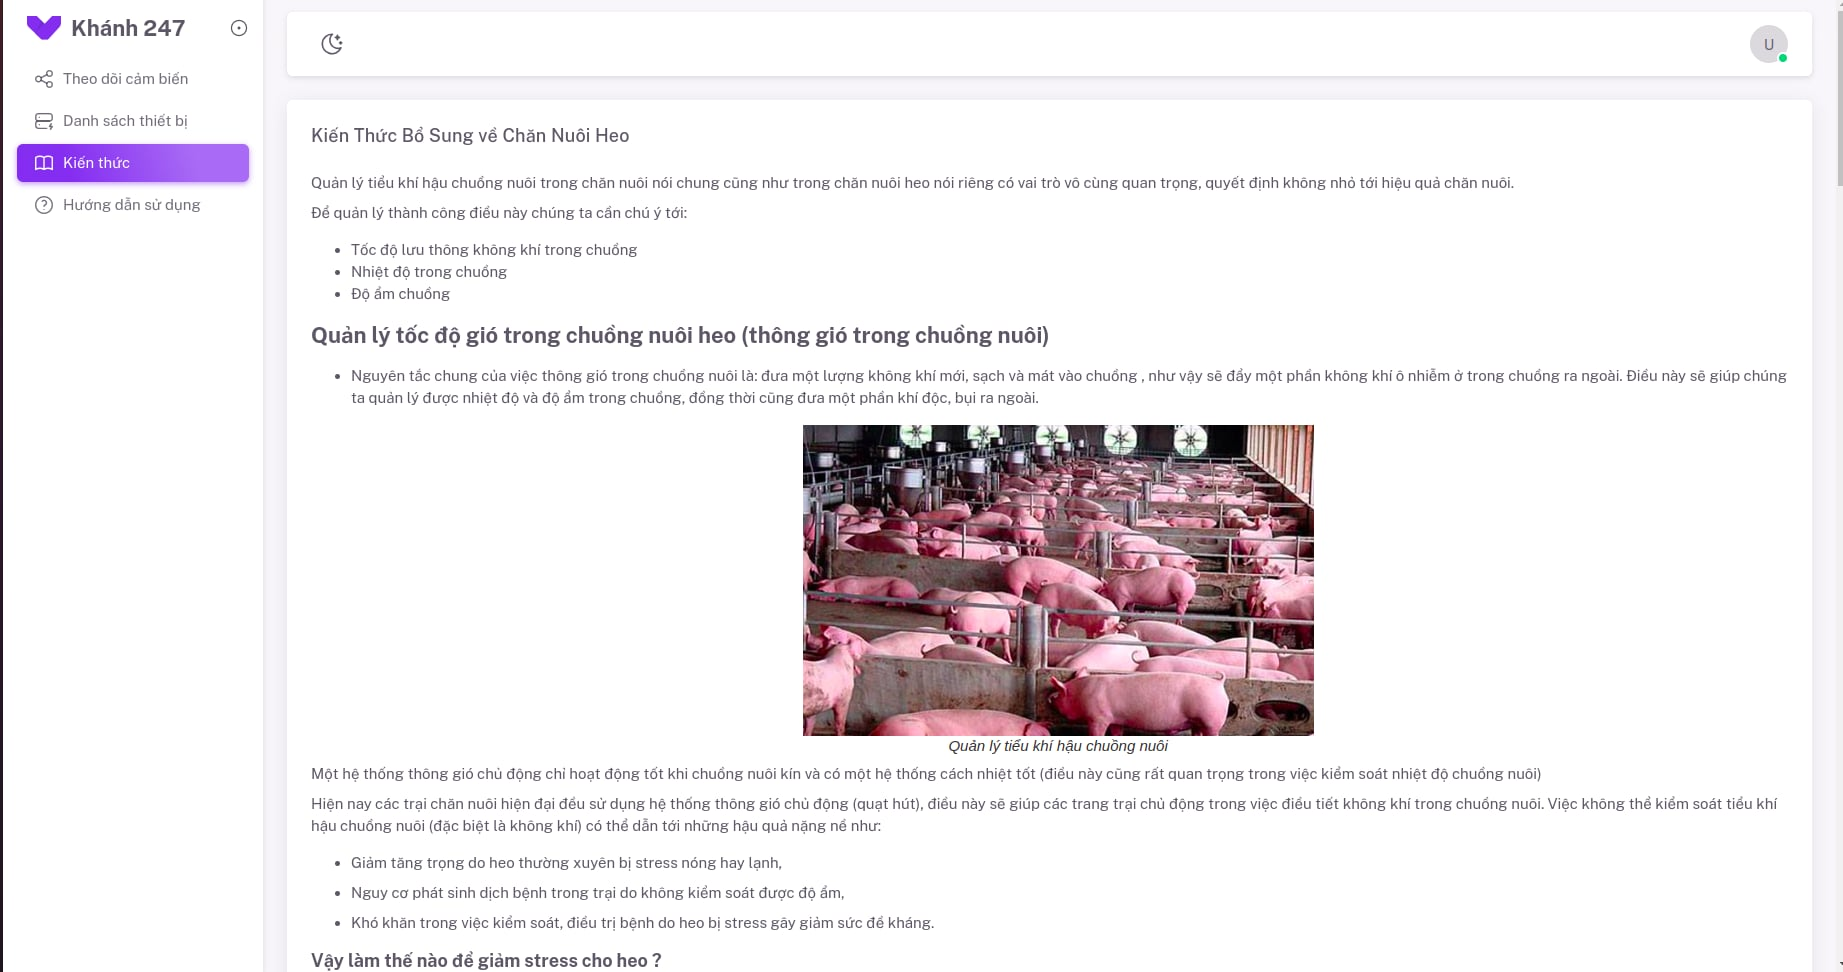 Khánh 247
Theo dõi cảm biến
Danh sách thiết bị
Kiến thức
Hướng dẫn sử dụng
U
Kiến Thức Bổ Sung về Chăn Nuôi Heo
Quản lý tiểu khí hậu chuồng nuôi trong chăn nuôi nói chung cũng như trong chăn nuôi heo nói riêng có vai trò vô cùng quan trọng, quyết định không nhỏ tới hiệu quả chăn nuôi.
Để quản lý thành công điều này chúng ta cần chú ý tới:
• Tốc độ lưu thông không khí trong chuồng
• Nhiệt độ trong chuồng
• Độ ẩm chuồng
Quản lý tốc độ gió trong chuồng nuôi heo (thông gió trong chuồng nuôi)
• Nguyên tắc chung của việc thông gió trong chuồng nuôi là: đưa một lượng không khí mới, sạch và mát vào chuồng , như vậy sẽ đẩy một phần không khí ô nhiễm ở trong chuồng ra ngoài. Điều này sẽ giúp chúng
ta quản lý được nhiệt độ và độ ẩm trong chuồng, đồng thời cũng đưa một phần khí độc, bụi ra ngoài.
Quản lý tiểu khí hậu chuồng nuôi
Một hệ thống thông gió chủ động chỉ hoạt động tốt khi chuồng nuôi kín và có một hệ thống cách nhiệt tốt (điều này cũng rất quan trọng trong việc kiểm soát nhiệt độ chuồng nuôi)
Hiện nay các trại chăn nuôi hiện đại đều sử dụng hệ thống thông gió chủ động (quạt hút), điều này sẽ giúp các trang trại chủ động trong việc điều tiết không khí trong chuồng nuôi. Việc không thể kiểm soát tiểu khí
hậu chuồng nuôi (đặc biệt là không khí) có thể dẫn tới những hậu quả nặng nề như:
• Giảm tăng trọng do heo thường xuyên bị stress nóng hay lạnh,
• Nguy cơ phát sinh dịch bệnh trong trại do không kiểm soát được độ ẩm,
• Khó khăn trong việc kiểm soát, điều trị bệnh do heo bị stress gây giảm sức đề kháng.
Vậy làm thế nào để giảm stress cho heo ?